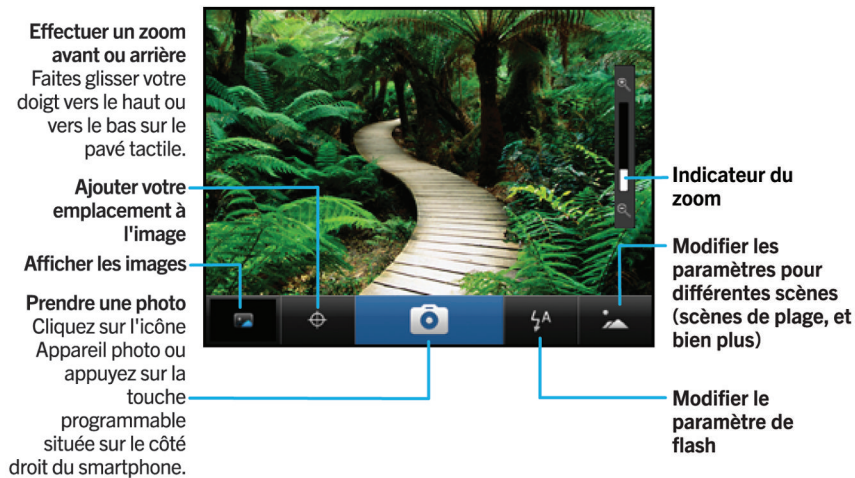 Effectuer un zoom
avant ou arrière
Faites glisser votre
doigt vers le haut ou
vers le bas sur le
pavé tactile.
Ajouter votre
emplacement à
l'image
Afficher les images
Prendre une photo
Cliquez sur l'icône
Appareil photo ou
appuyez sur la
touche
programmable
située sur le côté
droit du smartphone.
A
Indicateur du
zoom
Modifier les
paramètres pour
différentes scènes
(scènes de plage, et
bien plus)
Modifier le
paramètre de
flash